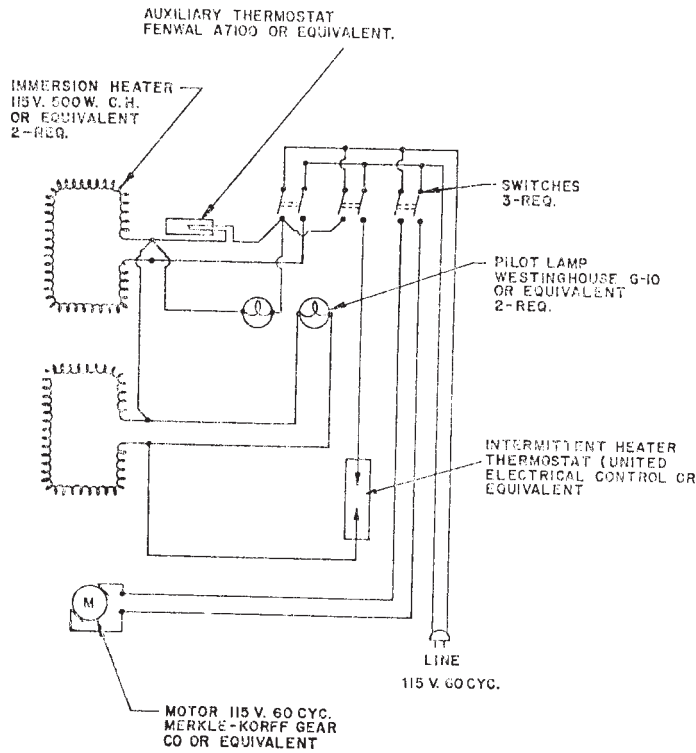 AUXILIARY THERMOSTAT
FENWAL A7100 OR EQUIVALENT.
IMMERSION HEATER
115V. 500W. C.H.
OR EQUIVALENT
2-REQ.
SWITCHES
3-REQ.
PILOT LAMP
WESTINGHOUSE G-10
OR EQUIVALENT
2-REQ.
INTERMITTENT HEATER
THERMOSTAT (UNITED
ELECTRICAL CONTROL OR
EQUIVALENT
M
LINE
115 V. 60 CYC.
MOTOR 115 V. 60 CYC.
MERKLE-KORFF GEAR
CO OR EQUIVALENT